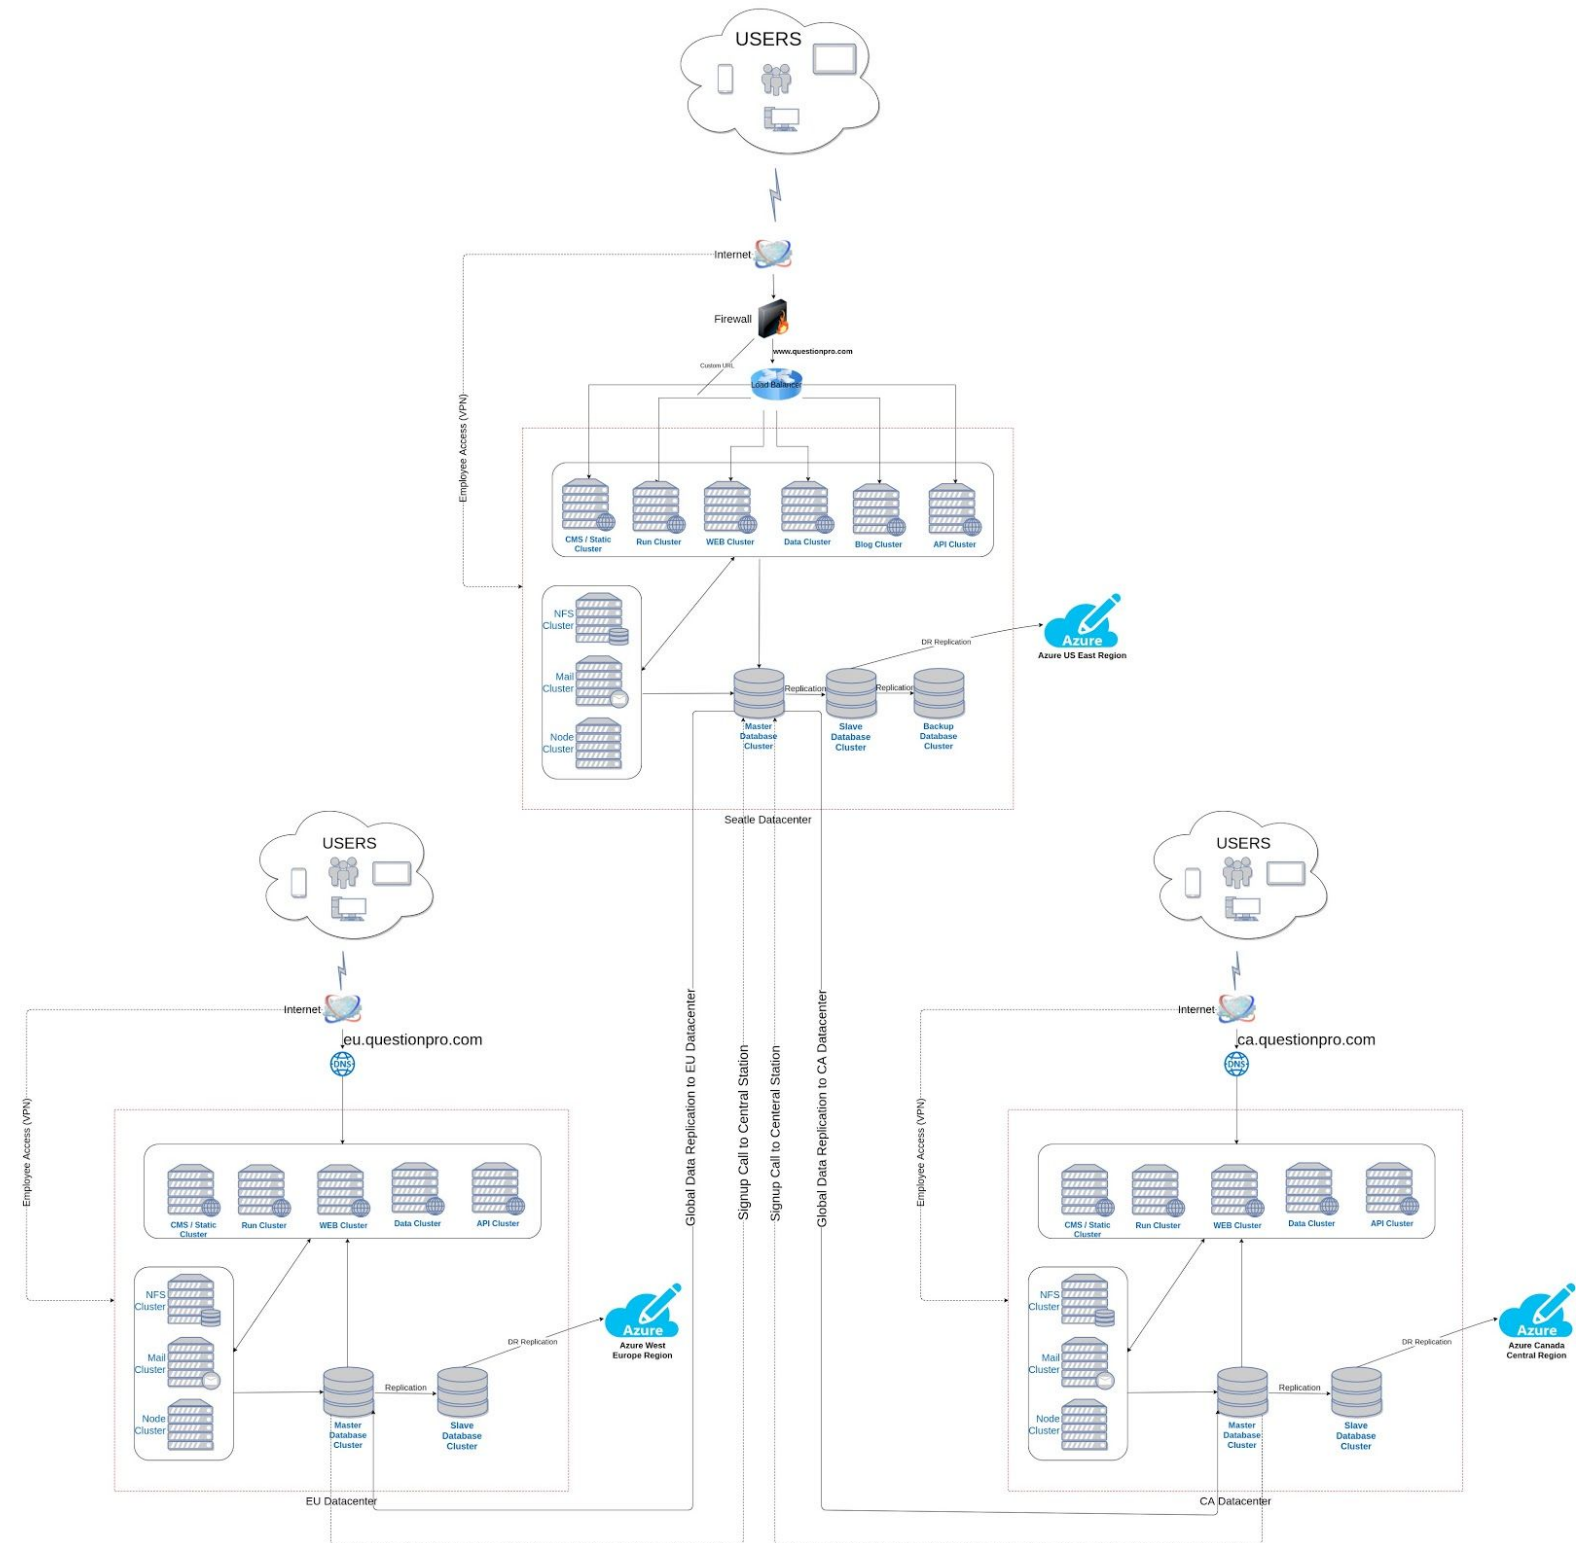 USERS
Internet
Firewall
www.questionpro.com
Custom URL
Load Balancer
Employee Access (VPN)
CMS / Static
Cluster
Run Cluster
WEB Cluster
Data Cluster
Blog Cluster
API Cluster
NFS
Cluster
Mail
Cluster
Node
Cluster
DR Replication
Azure
Azure US East Region
Replication
Replication
Master
Database
Cluster
Slave
Database
Cluster
Backup
Database
Cluster
Seatle Datacenter
USERS
Internet
eu.questionpro.com
DNS
Employee Access (VPN)
CMS / Static
Cluster
Run Cluster
WEB Cluster
Data Cluster
API Cluster
NFS
Cluster
Mail
Cluster
Node
Cluster
DR Replication
Azure
Azure West
Europe Region
Replication
Master
Database
Cluster
Slave
Database
Cluster
EU Datacenter
Global Data Replication to EU Datacenter
Signup Call to Central Station
Signup Call to Centeral Station
Global Data Replication to CA Datacenter
USERS
Internet
ca.questionpro.com
DNS
Employee Access (VPN)
CMS / Static
Cluster
Run Cluster
WEB Cluster
Data Cluster
API Cluster
NFS
Cluster
Mail
Cluster
Node
Cluster
DR Replication
Azure
Azure Canada
Central Region
Replication
Master
Database
Cluster
Slave
Database
Cluster
CA Datacenter